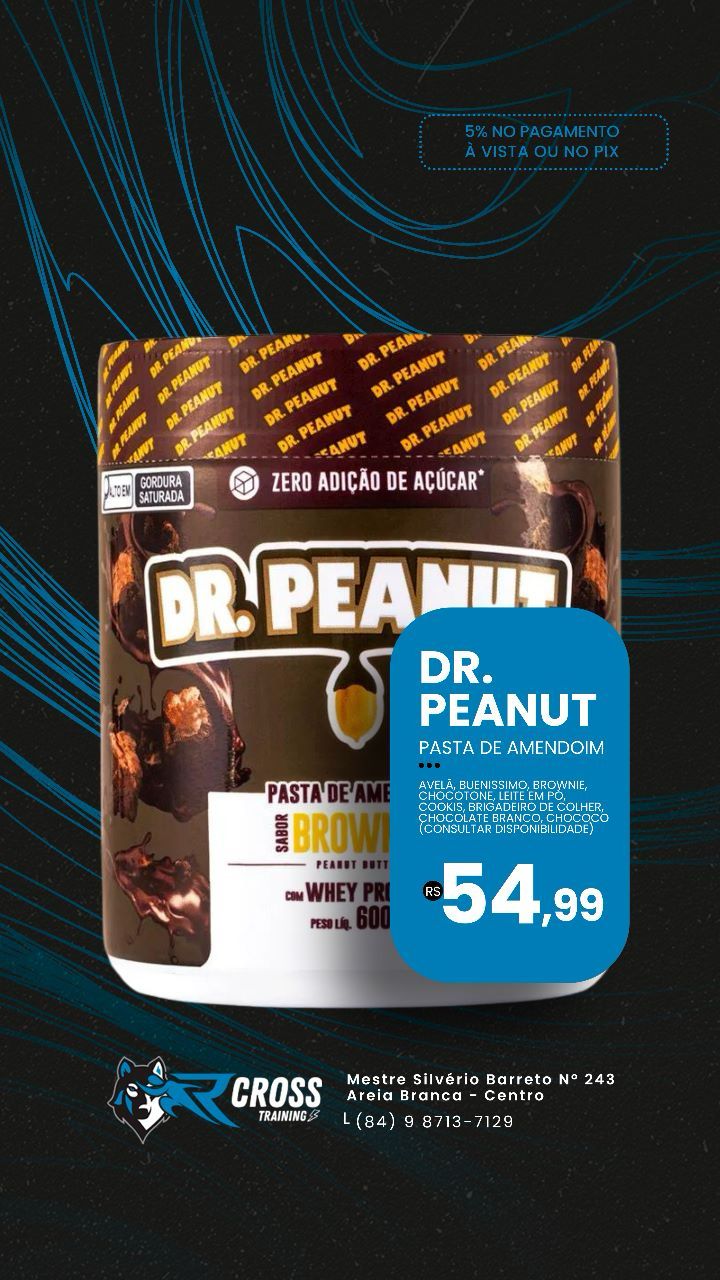 5% NO PAGAMENTO
À VISTA OU NO PIX
DR. PEANUT
ALTO EM
GORDURA
SATURADA
ZERO ADIÇÃO DE AÇÚCAR*
DR. PEANUT
PASTA DE AME
SABOR
BROWN
PEANUT BUTT
COM WHEY PRO
PESO LÍQ. 600
DR.
PEANUT
PASTA DE AMENDOIM
AVELÃ, BUENISSIMO, BROWNIE,
CHOCOTONE, LEITE EM PÓ,
COOKIS, BRIGADEIRO DE COLHER,
CHOCOLATE BRANCO, CHOCOCO
(CONSULTAR DISPONIBILIDADE)
R$ 54,99
R CROSS
TRAINING
Mestre Silvério Barreto Nº 243
Areia Branca - Centro
(84) 9 8713-7129